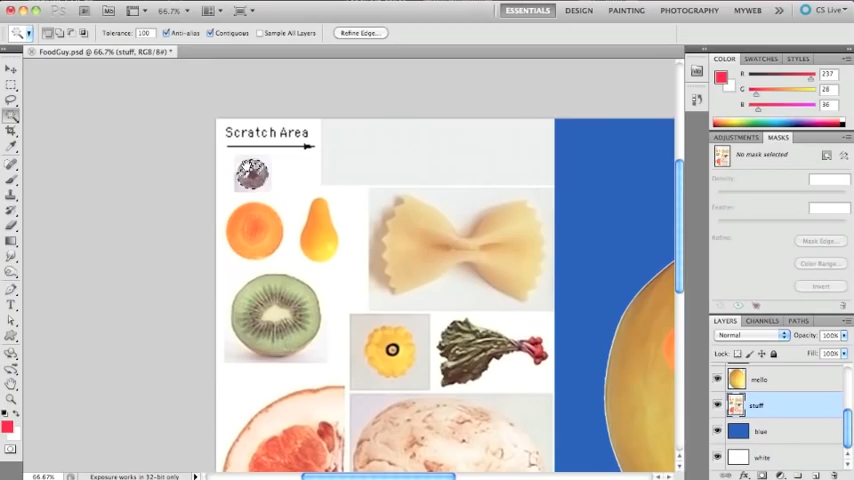 Ps Br Mb 66.7% ESSENTIALS DESIGN PAINTING PHOTOGRAPHY MYWEB >> CS Live
Tolerance: 100 Anti-alias Contiguous Sample All Layers Refine Edge...
FoodGuy.psd @ 66.7% (stuff, RGB/8#) *
COLOR SWATCHES STYLES
R 237
G 28
B 36
ADJUSTMENTS MASKS
No mask selected
Density:
Feather:
Refine: Mask Edge...
Color Range...
Invert
LAYERS CHANNELS PATHS
Normal Opacity: 100%
Lock: Fill: 100%
mello
stuff
blue
white
Scratch Area
T
66.67% Exposure works in 32-bit only